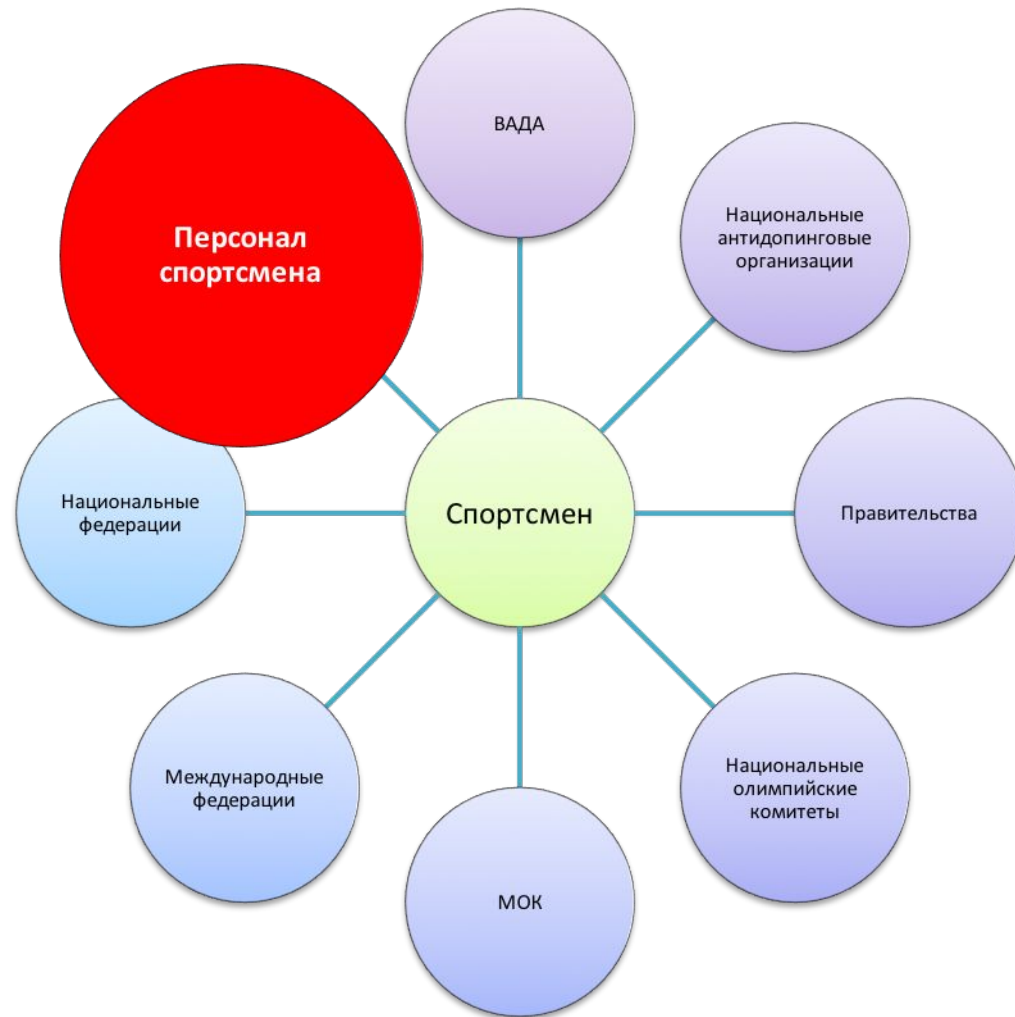 ВАДА
Национальные
антидопинговые
организации
Персонал
спортсмена
Национальные
федерации
Спортсмен
Правительства
Международные
федерации
Национальные
олимпийские
комитеты
МОК